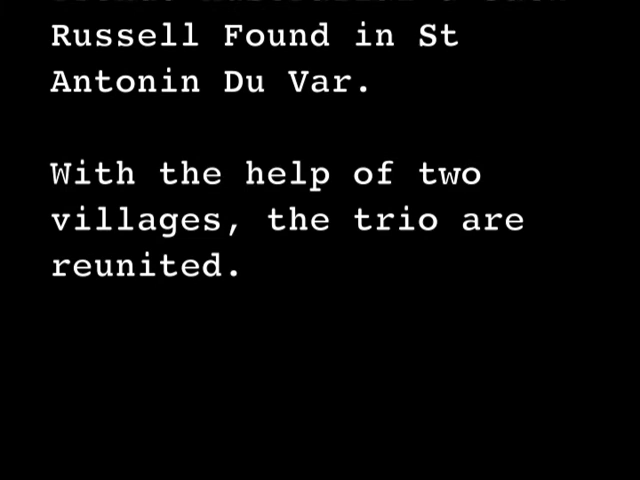 Russell Found in St
Antonin Du Var.
With the help of two
villages, the trio are
reunited.